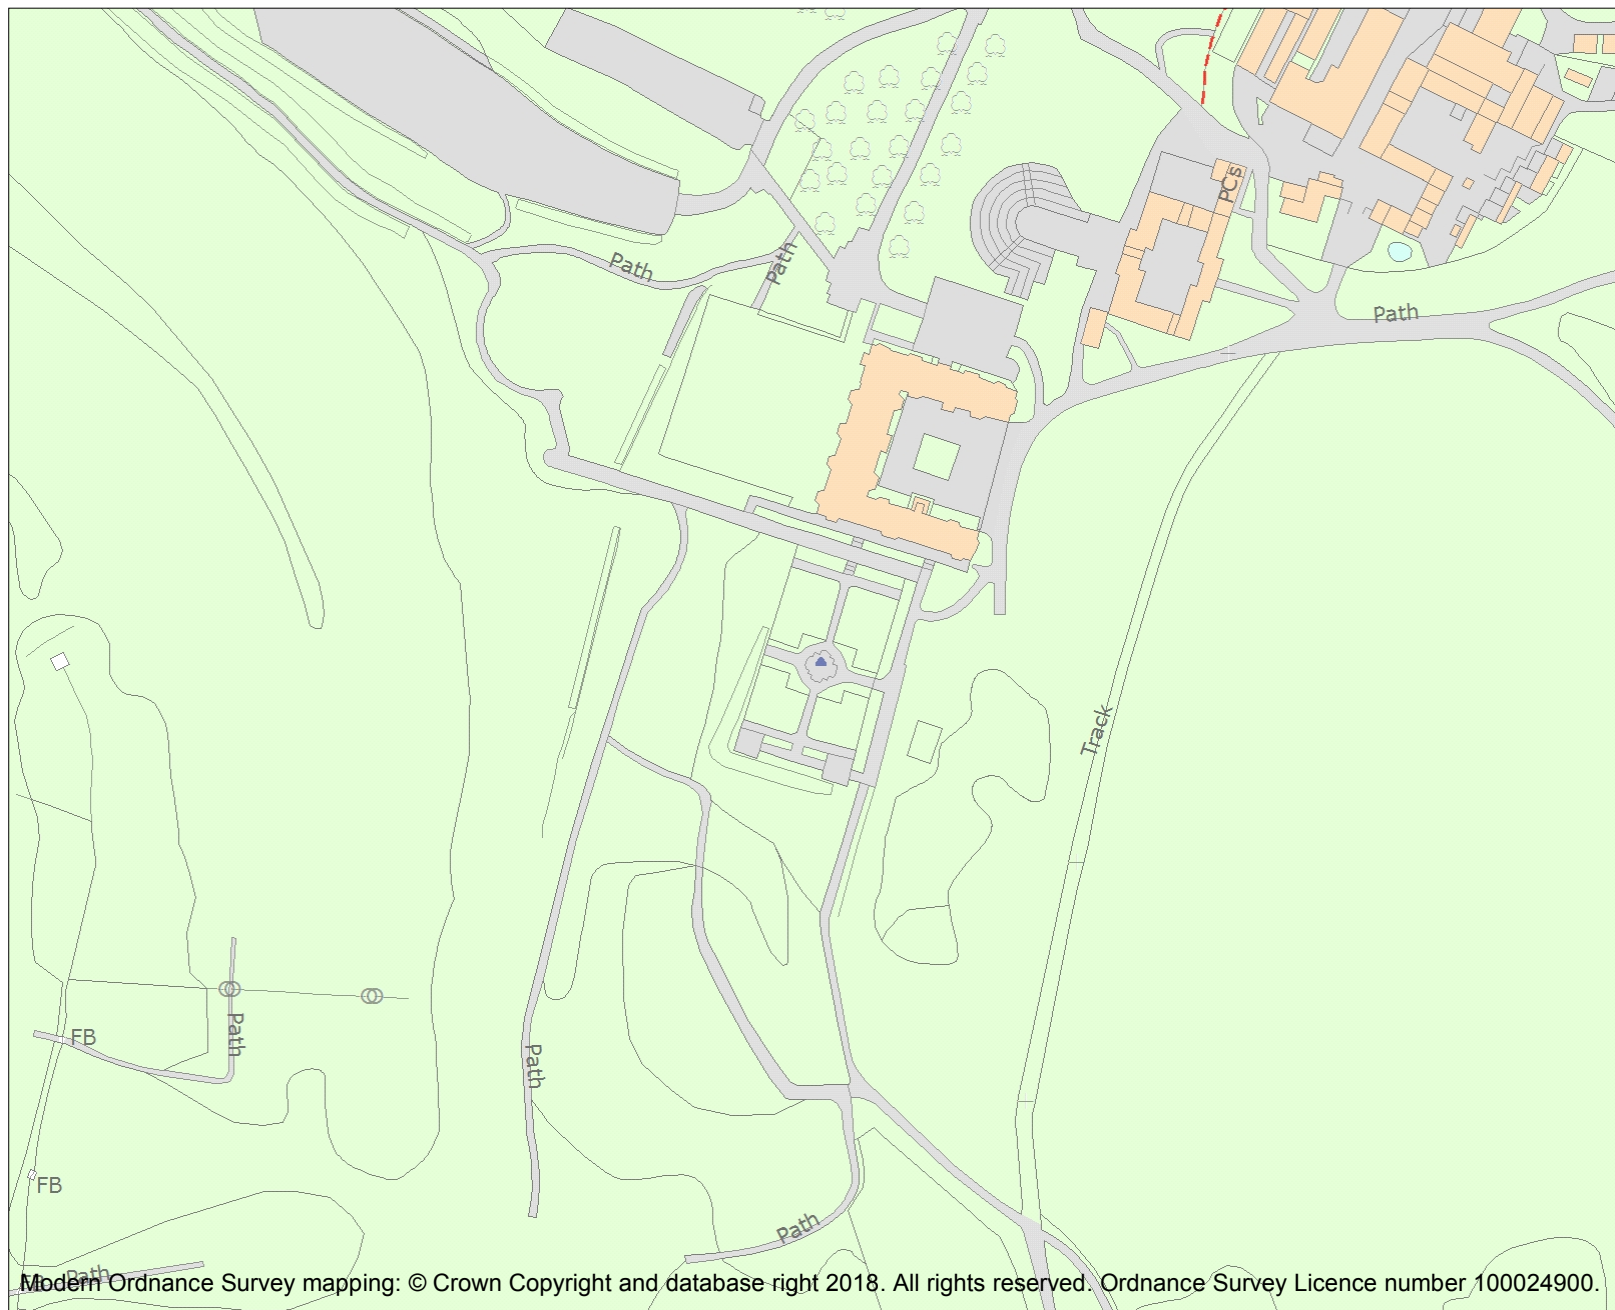 PCs
Path
Path
Path
Track
FB
Path
Path
FB
Path
Path
FB
Modern Ordnance Survey mapping: © Crown Copyright and database right 2018. All rights reserved. Ordnance Survey Licence number 100024900.